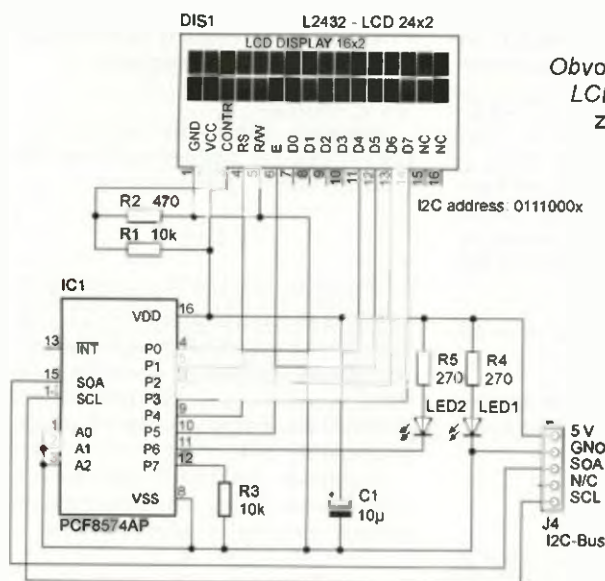 DIS1 L2432 - LCD 24x2
LCD DISPLAY 16x2
Obvo
LCI
z
GND
VCC
CONTR
RS
R/W
E
D0
D1
D2
D3
D4
D5
D6
D7
NC
NC
1
4
5
6
7
8
9
10
11
12
13
14
15
16
I2C address: 0111000x
R2 470
R1 10k
IC1
VDD
16
13
INT
P0
4
P1
15
SOA
P2
SCL
P3
P4
9
1
A0
P5
10
A1
P6
11
A2
P7
12
VSS
8
PCF8574AP
R3
10k
C1
10µ
R5
270
R4
270
LED2
LED1
1
5V
GNO
SOA
N/C
SCL
J4
I2C-Bus